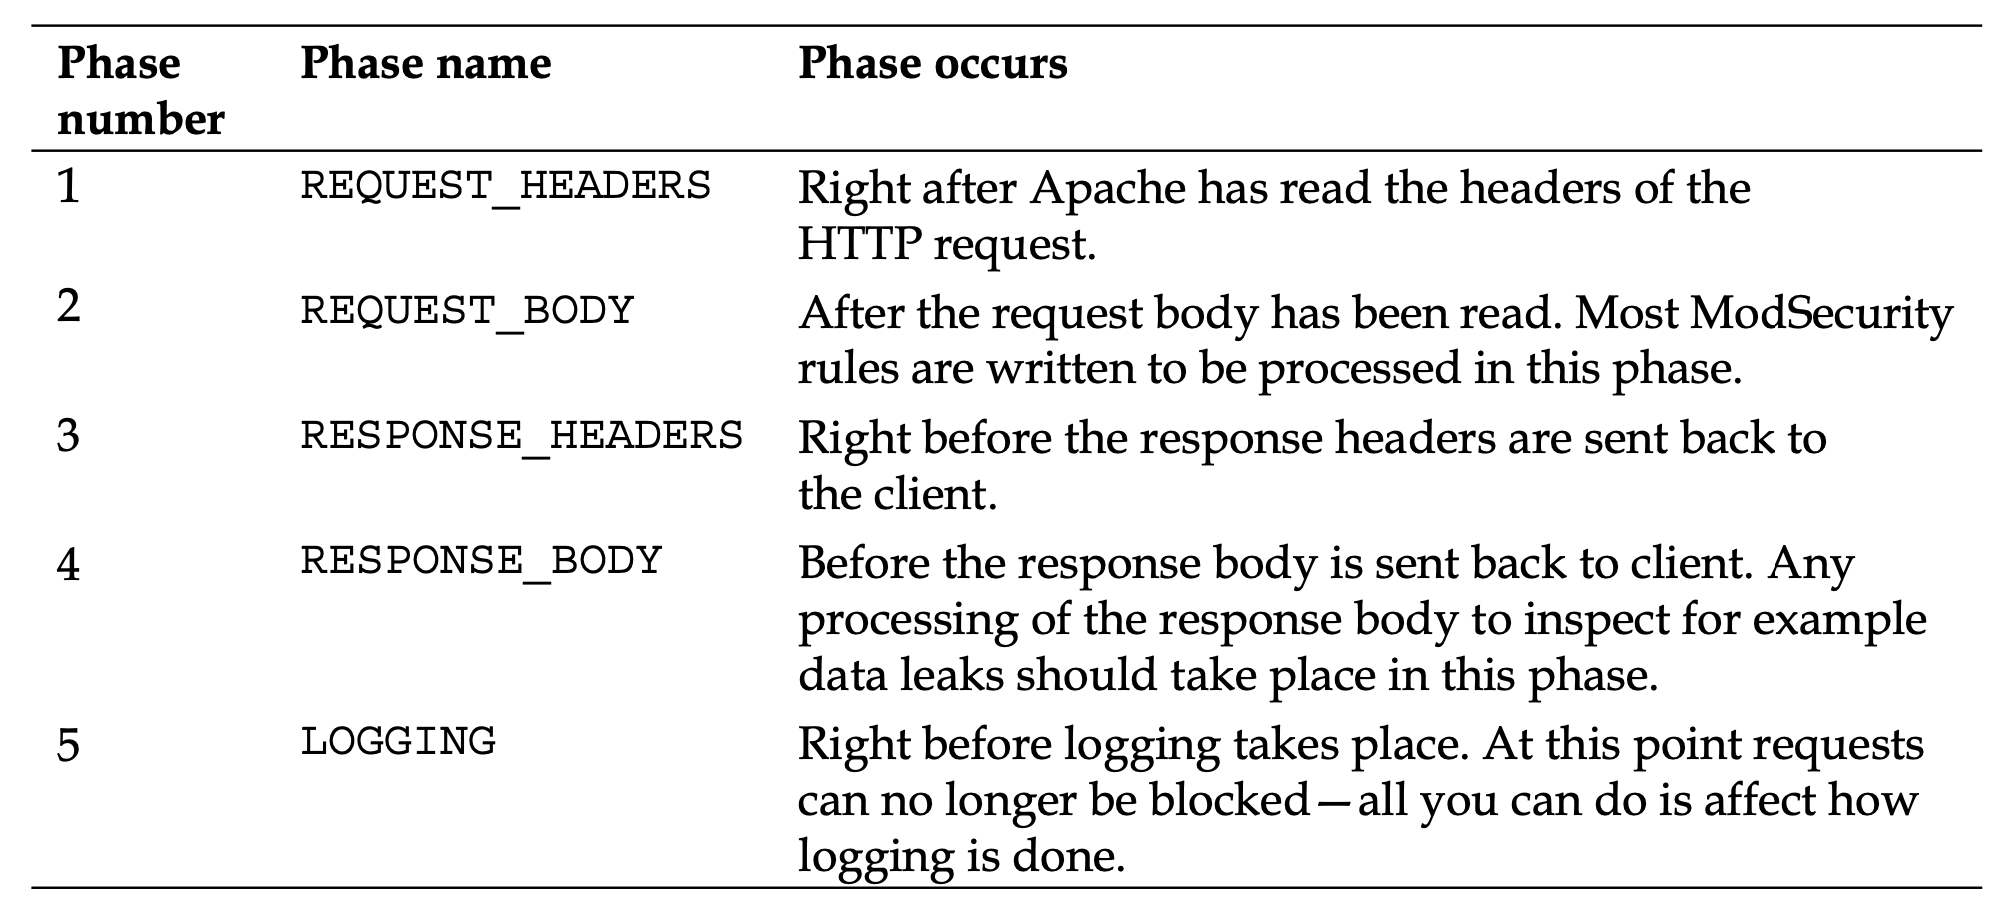 Phase number Phase name Phase occurs
1 REQUEST_HEADERS Right after Apache has read the headers of the
HTTP request.
2 REQUEST_BODY After the request body has been read. Most ModSecurity
rules are written to be processed in this phase.
3 RESPONSE_HEADERS Right before the response headers are sent back to
the client.
4 RESPONSE_BODY Before the response body is sent back to client. Any
processing of the response body to inspect for example
data leaks should take place in this phase.
5 LOGGING Right before logging takes place. At this point requests
can no longer be blocked—all you can do is affect how
logging is done.